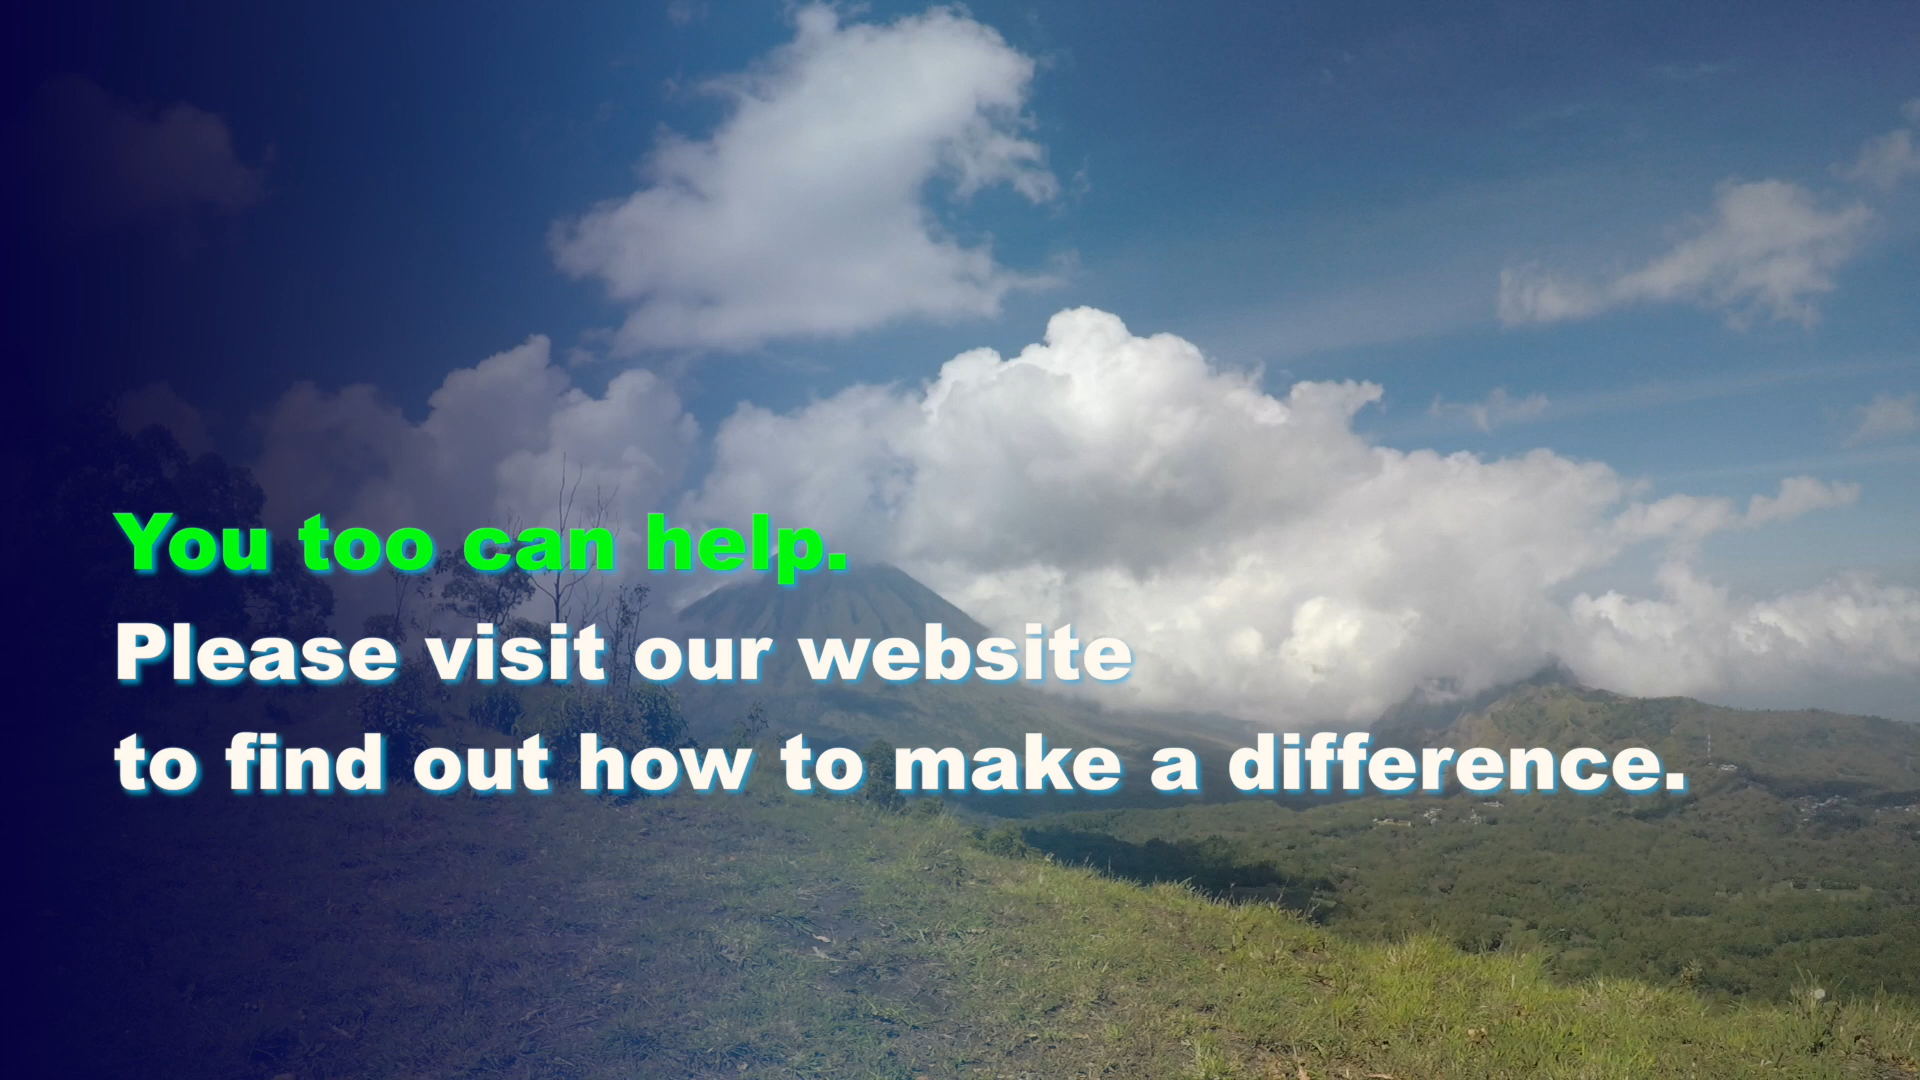 You too can help.
Please visit our website
to find out how to make a difference.